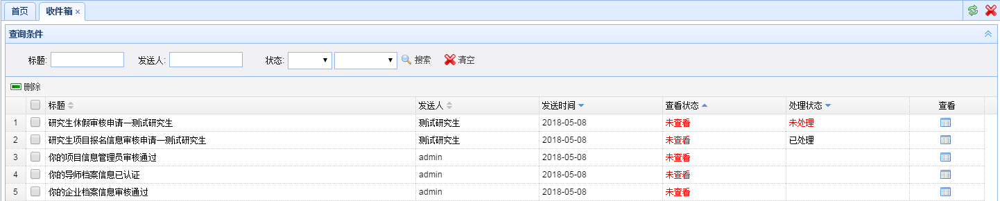 首页 收件箱
查询条件
标题: 发送人: 状态: 搜索 清空
删除
标题 发送人 发送时间 查看状态 处理状态 查看
1 研究生休假审核申请—测试研究生 测试研究生 2018-05-08 未查看 未处理
2 研究生项目报名信息审核申请—测试研究生 测试研究生 2018-05-08 未查看 已处理
3 你的项目信息管理员审核通过 admin 2018-05-08 未查看
4 你的导师档案信息已认证 admin 2018-05-08 未查看
5 你的企业档案信息审核通过 admin 2018-05-08 未查看